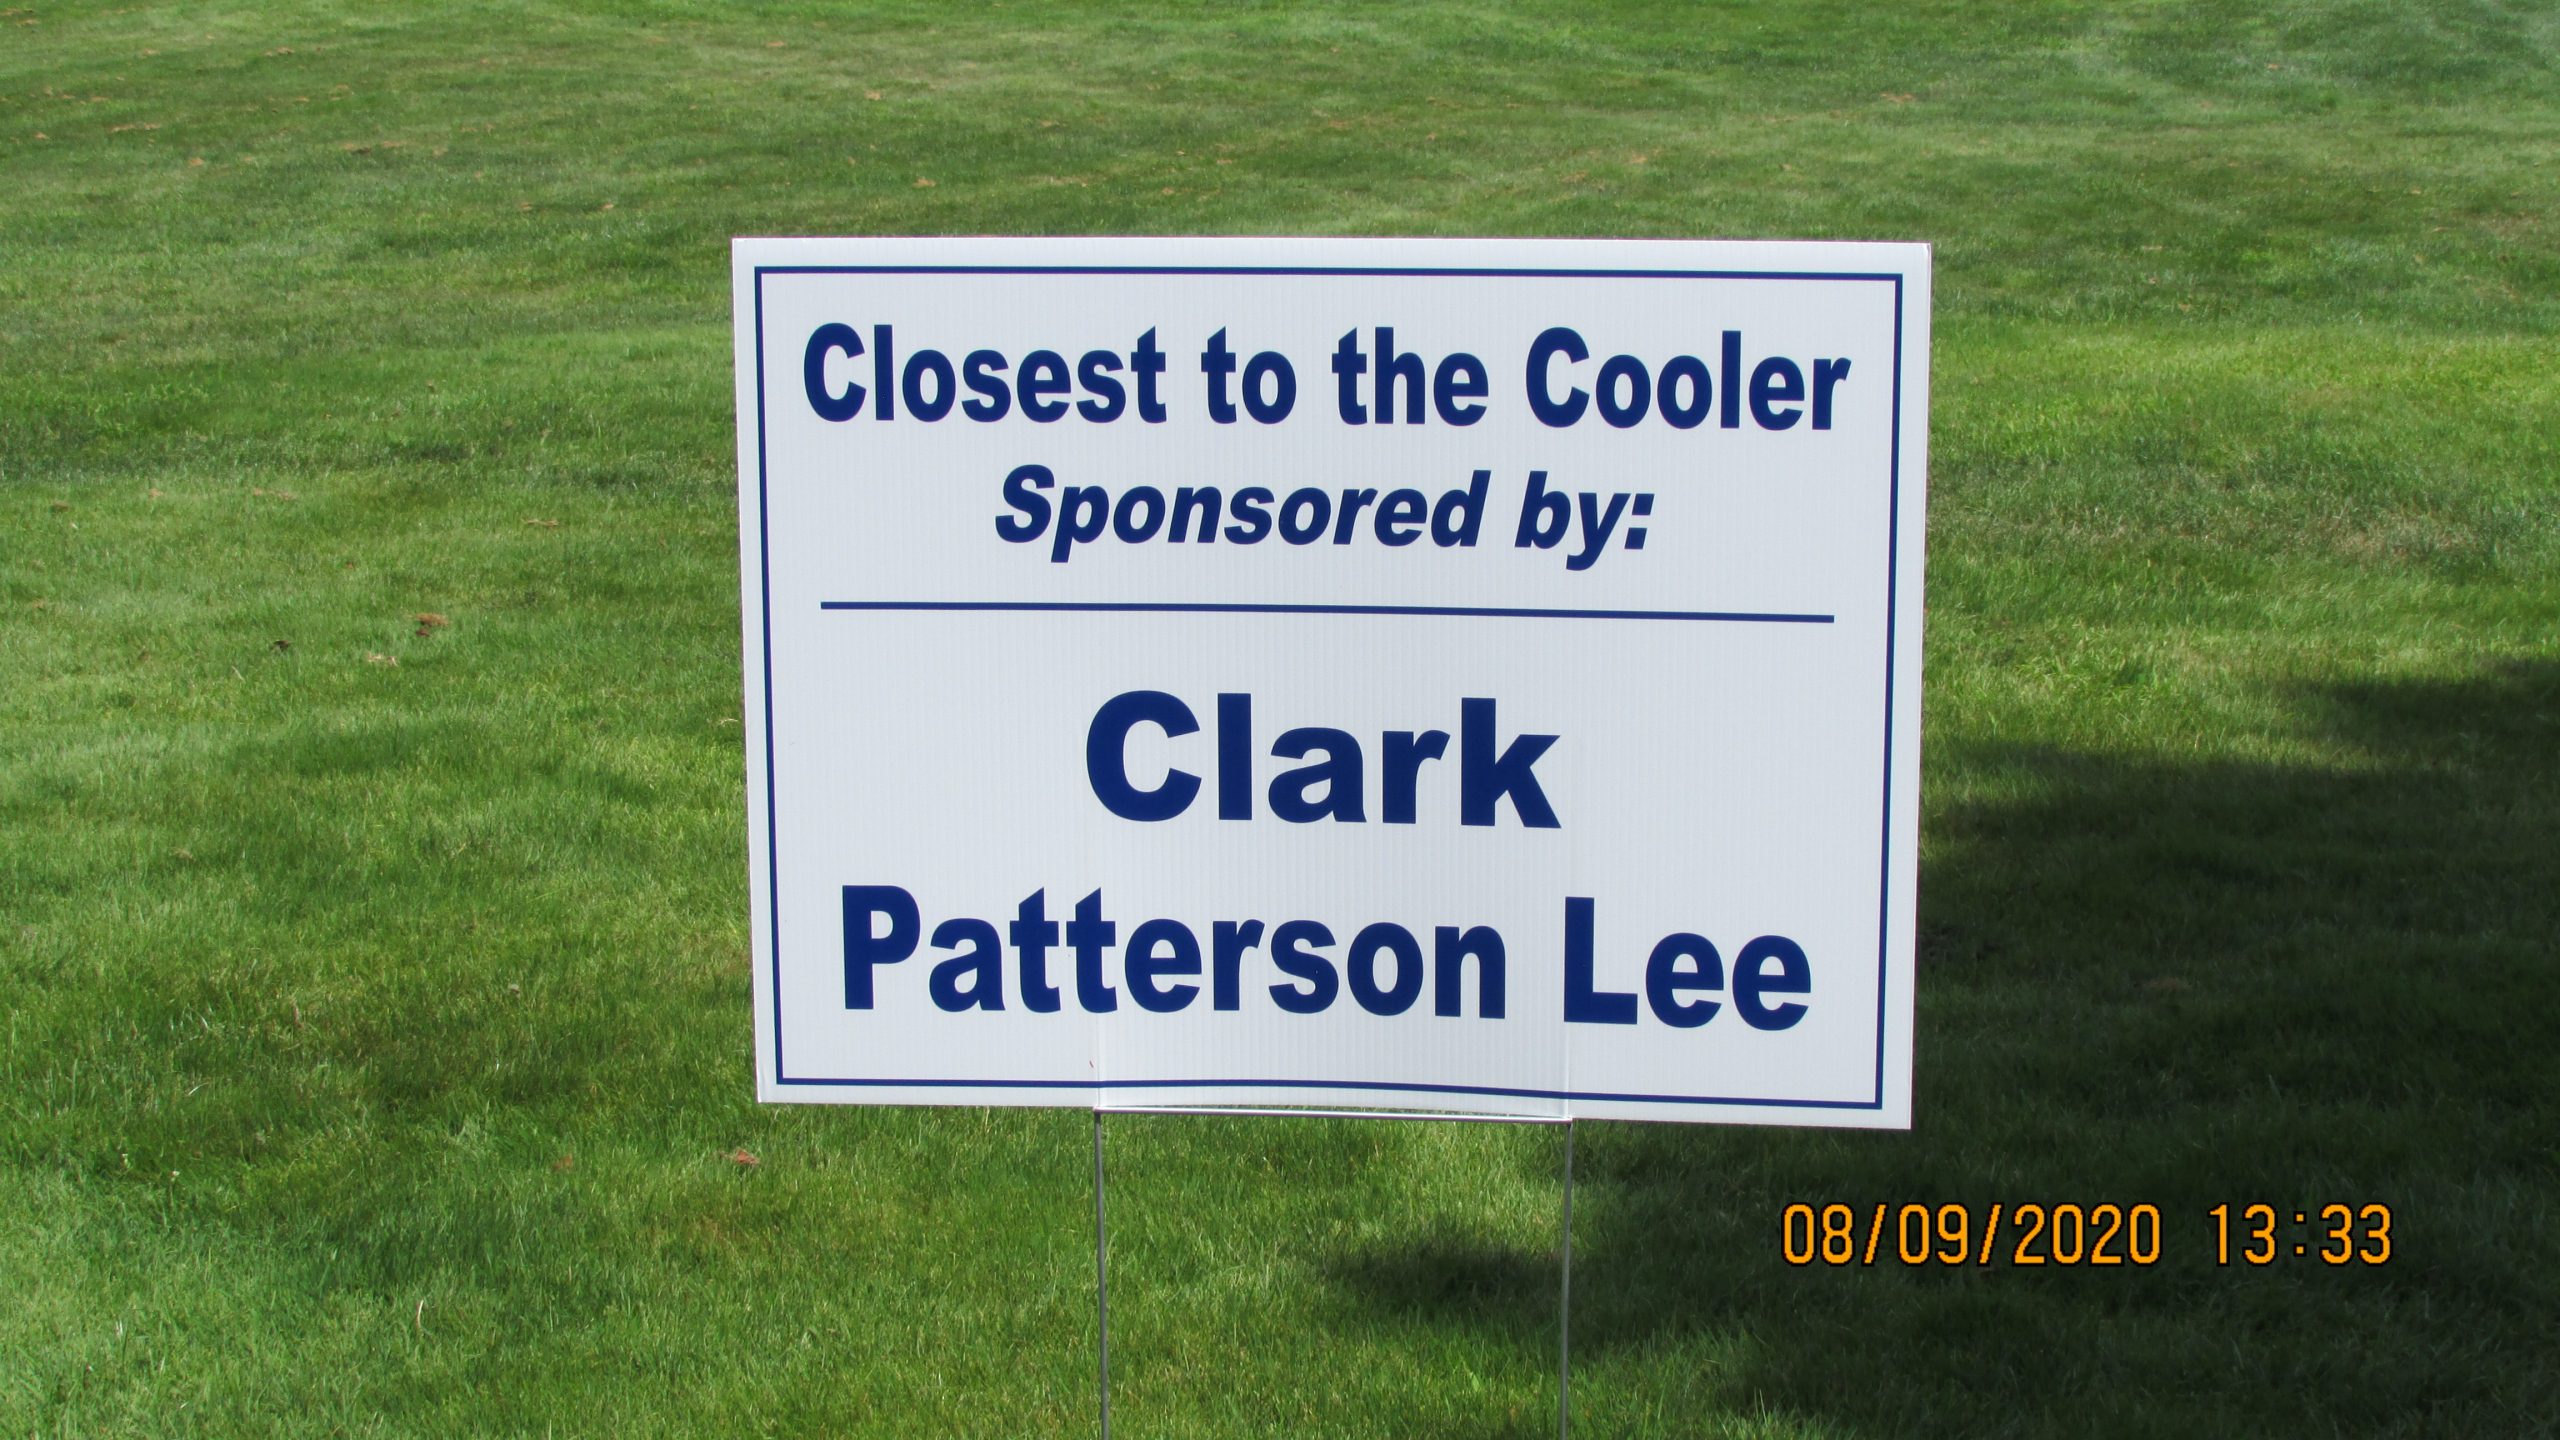 Closest to the Cooler
Sponsored by:
Clark
Patterson Lee
08/09/2020 13:33